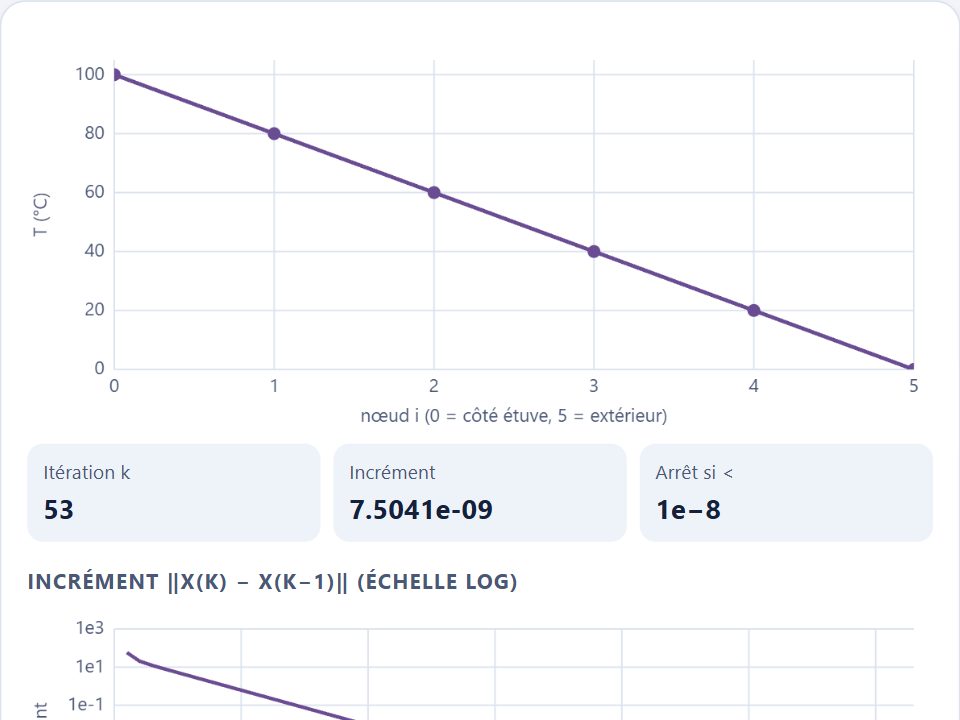 100
80
60
40
20
0
T (°C)
0 1 2 3 4 5
nœud i (0 = côté étuve, 5 = extérieur)
Itération k
53
Incrément
7.5041e-09
Arrêt si <
1e−8
INCRÉMENT ||X(K) − X(K−1)|| (ÉCHELLE LOG)
1e3
1e1
1e-1
nt